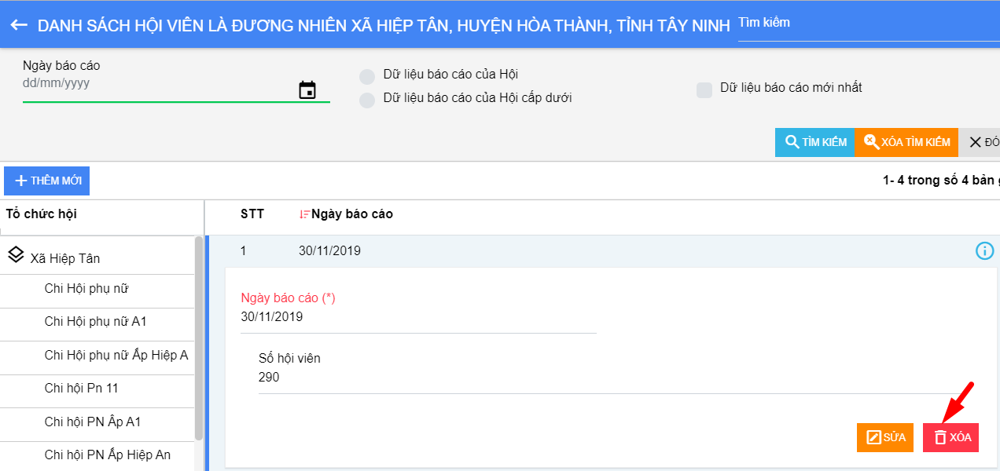 DANH SÁCH HỘI VIÊN LÀ ĐƯƠNG NHIÊN XÃ HIỆP TÂN, HUYỆN HÒA THÀNH, TỈNH TÂY NINH
Tìm kiếm
Ngày báo cáo
dd/mm/yyyy
Dữ liệu báo cáo của Hội
Dữ liệu báo cáo của Hội cấp dưới
Dữ liệu báo cáo mới nhất
TÌM KIẾM
XÓA TÌM KIẾM
THÊM MỚI
1- 4 trong số 4 bản
Tổ chức hội
STT
Ngày báo cáo
Xã Hiệp Tân
1
30/11/2019
Chi Hội phụ nữ
Chi Hội phụ nữ A1
Chi Hội phụ nữ Ấp Hiệp A
Chi hội Pn 11
Chi hội PN Âp A1
Chi hội PN Ấp Hiệp An
Ngày báo cáo (*)
30/11/2019
Số hội viên
290
SỬA
XÓA